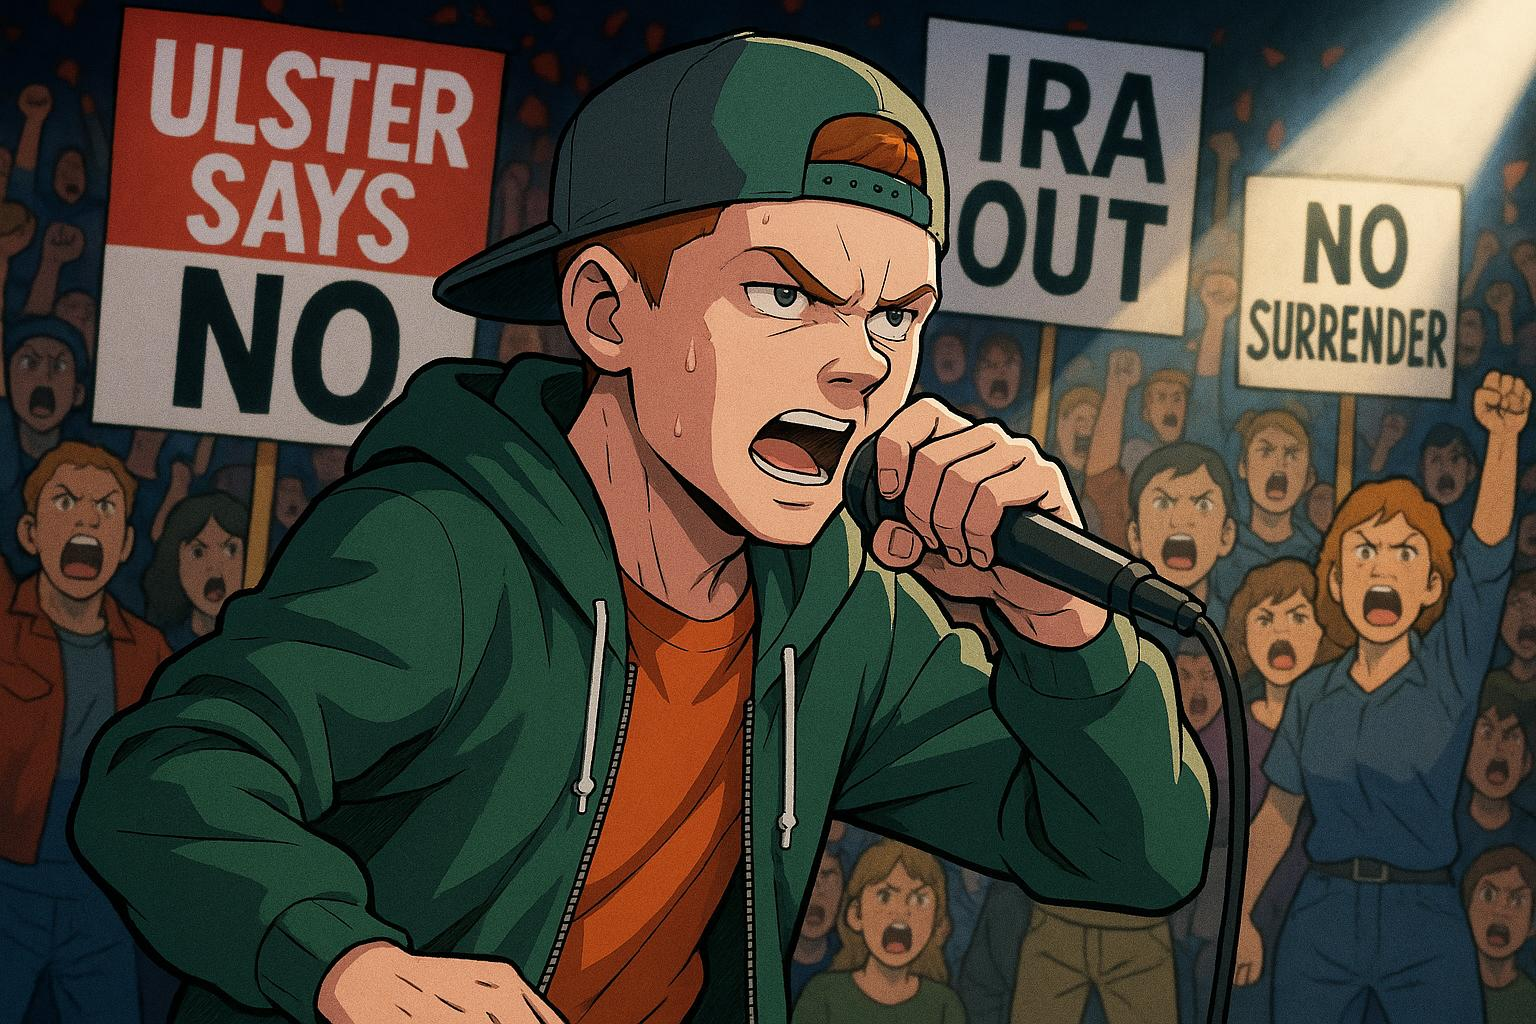 ULSTER
SAYS
NO
IRA
OUT
NO
SURRENDER